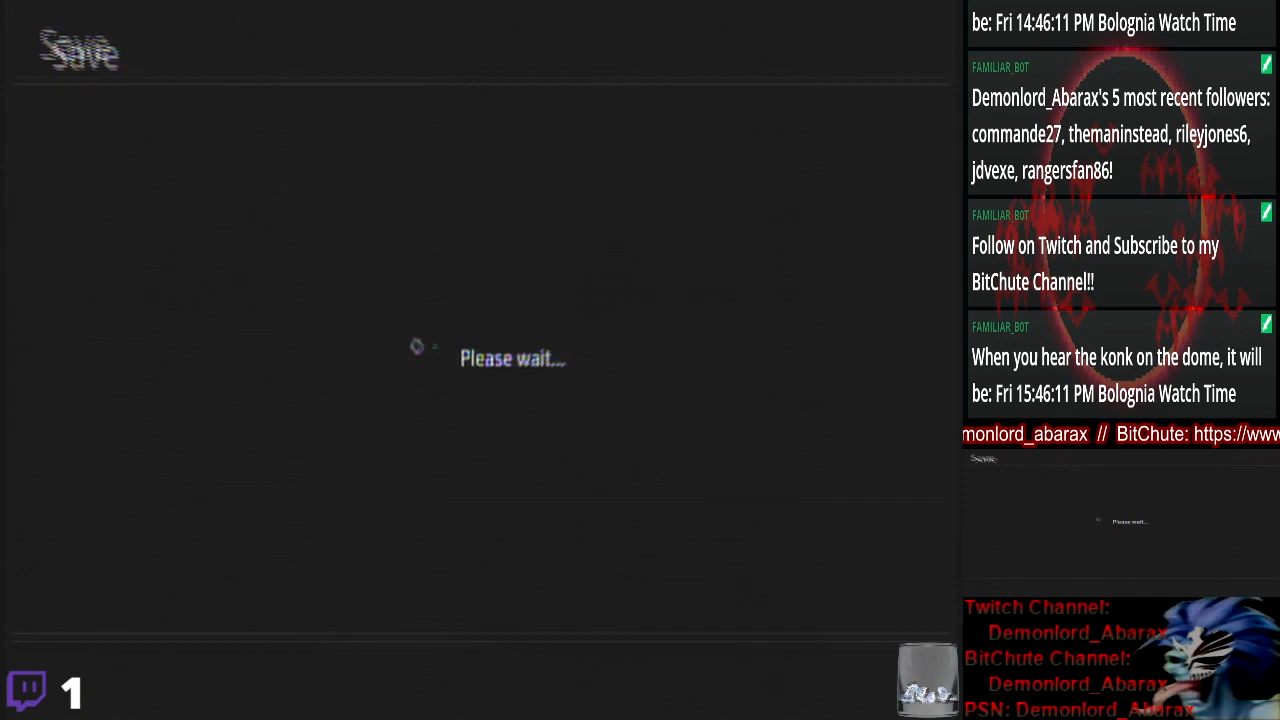 Save
Please wait...
1
be: Fri 14:46:11 PM Bolognia Watch Time
FAMILIAR_BOT
Demonlord_Abarax's 5 most recent followers:
commande27, themaninstead, rileyjones6,
jdvexe, rangersfan86!
FAMILIAR_BOT
Follow on Twitch and Subscribe to my
BitChute Channel!!
FAMILIAR_BOT
When you hear the konk on the dome, it will
be: Fri 15:46:11 PM Bolognia Watch Time
monlord_abarax // BitChute: https://www
Save
Please wait...
Twitch Channel:
Demonlord_Abarax
BitChute Channel:
Demonlord_Abarax
PSN: Demonlord_Abarax